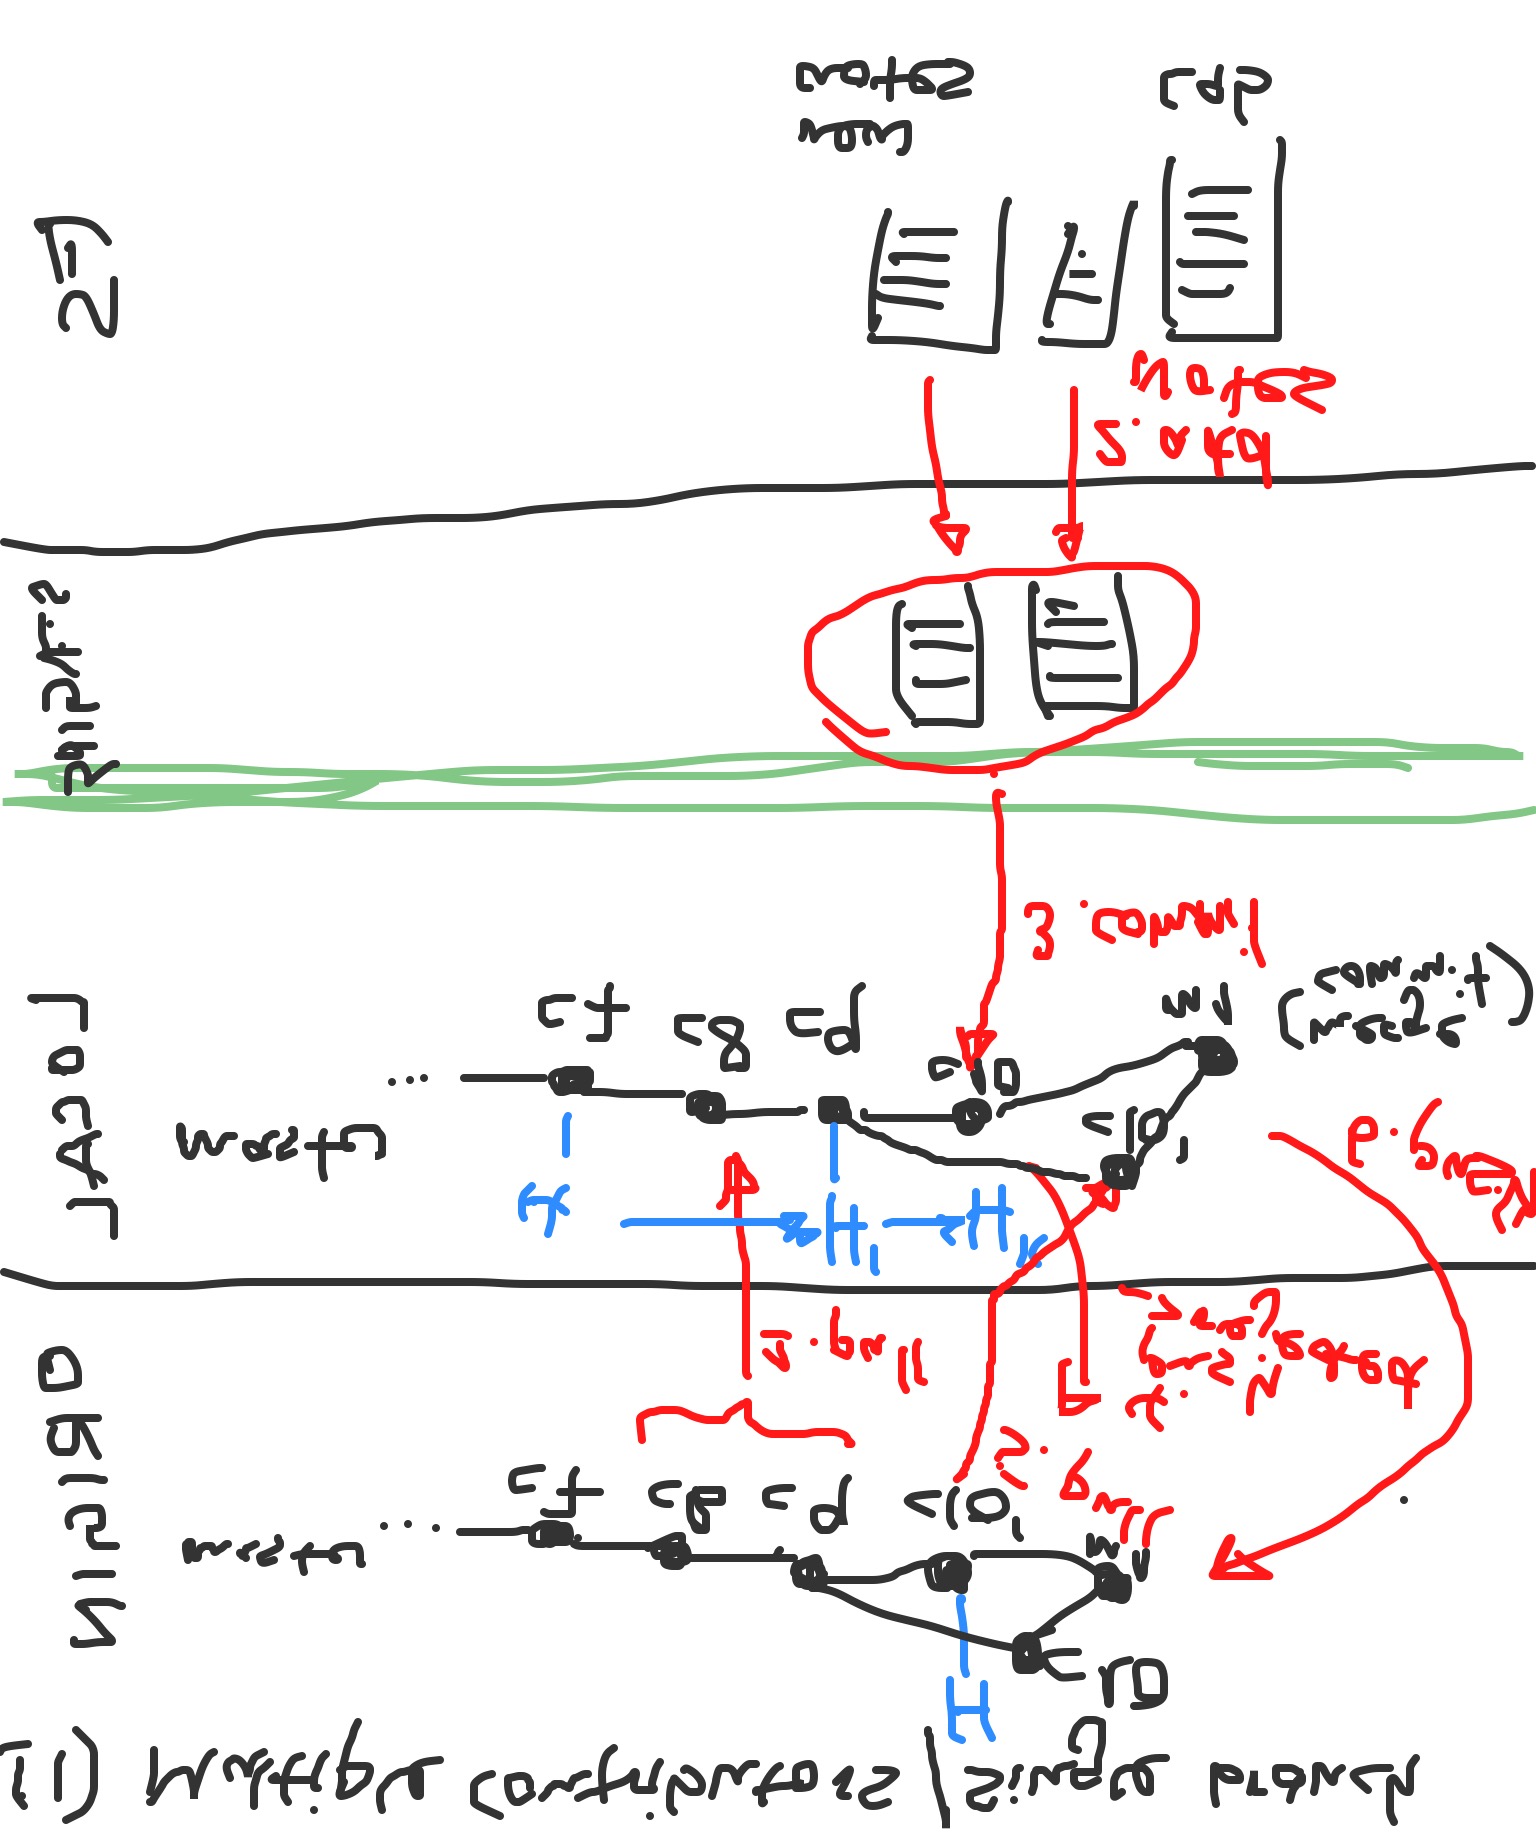 (1) Multiple Contributors / Single branch
H
c10
ORIGIN
master
...
m1
c7
c8
c9
c10'
5. pull
4. push
→ rejected
1. pull
LOCAL
H
H'
H"
master
...
c10'
c10
c7
c8
c9
m1
(merge
commit)
6. push
3. commit
STAGING
2. add
notes
FS
new
notes